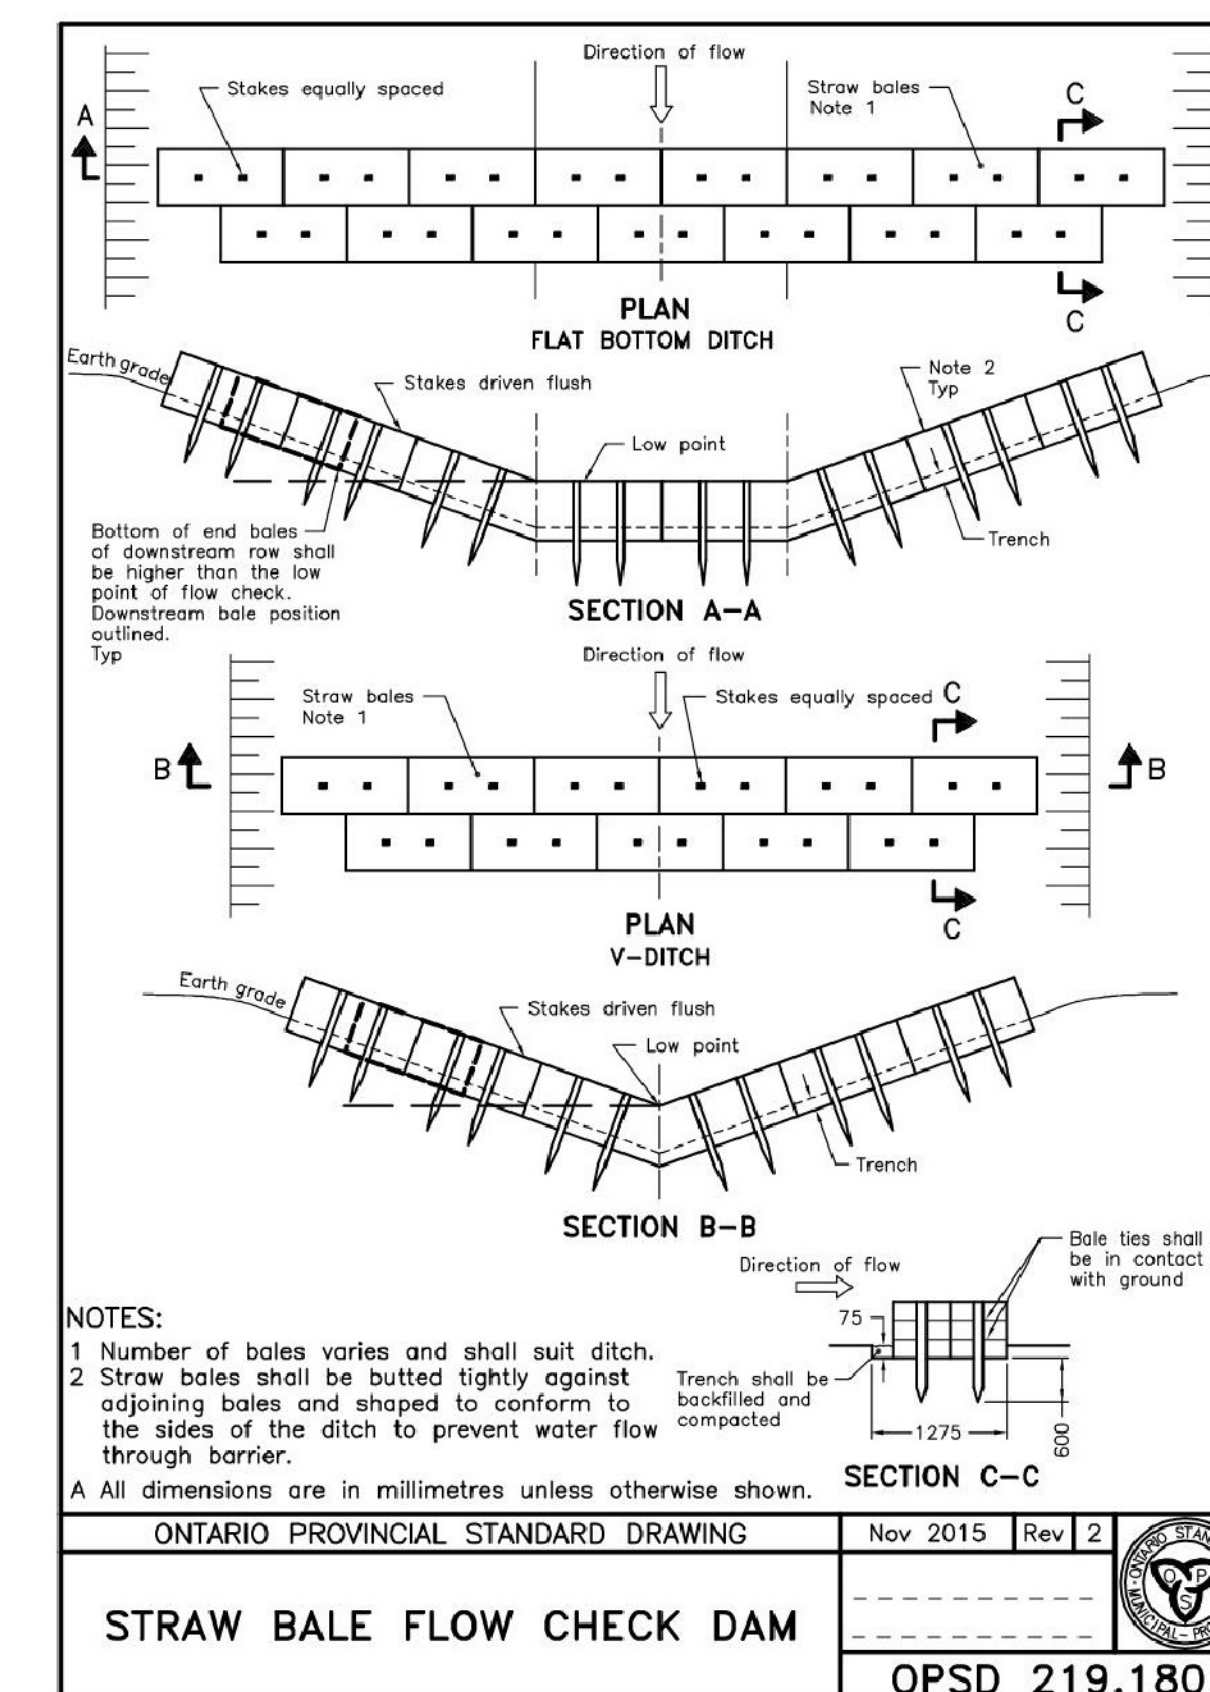 Direction of flow
Stakes equally spaced
Straw bales
Note 1
C
A
PLAN
FLAT BOTTOM DITCH
C
Earth grade
Stakes driven flush
Note 2
Typ
Low point
Trench
Bottom of end bales
of downstream row shall
be higher than the low
point of flow check.
Downstream bale position
outlined.
Typ
SECTION A-A
Direction of flow
Straw bales
Note 1
Stakes equally spaced
C
B
B
PLAN
V-DITCH
C
Earth grade
Stakes driven flush
Low point
Trench
SECTION B-B
Direction of flow
Bale ties shall
be in contact
with ground
75
Trench shall be
backfilled and
compacted
1275
600
SECTION C-C
NOTES:
1 Number of bales varies and shall suit ditch.
2 Straw bales shall be butted tightly against
adjoining bales and shaped to conform to
the sides of the ditch to prevent water flow
through barrier.
A All dimensions are in millimetres unless otherwise shown.
ONTARIO PROVINCIAL STANDARD DRAWING
Nov 2015
Rev 2
STRAW BALE FLOW CHECK DAM
OPSD 219.180